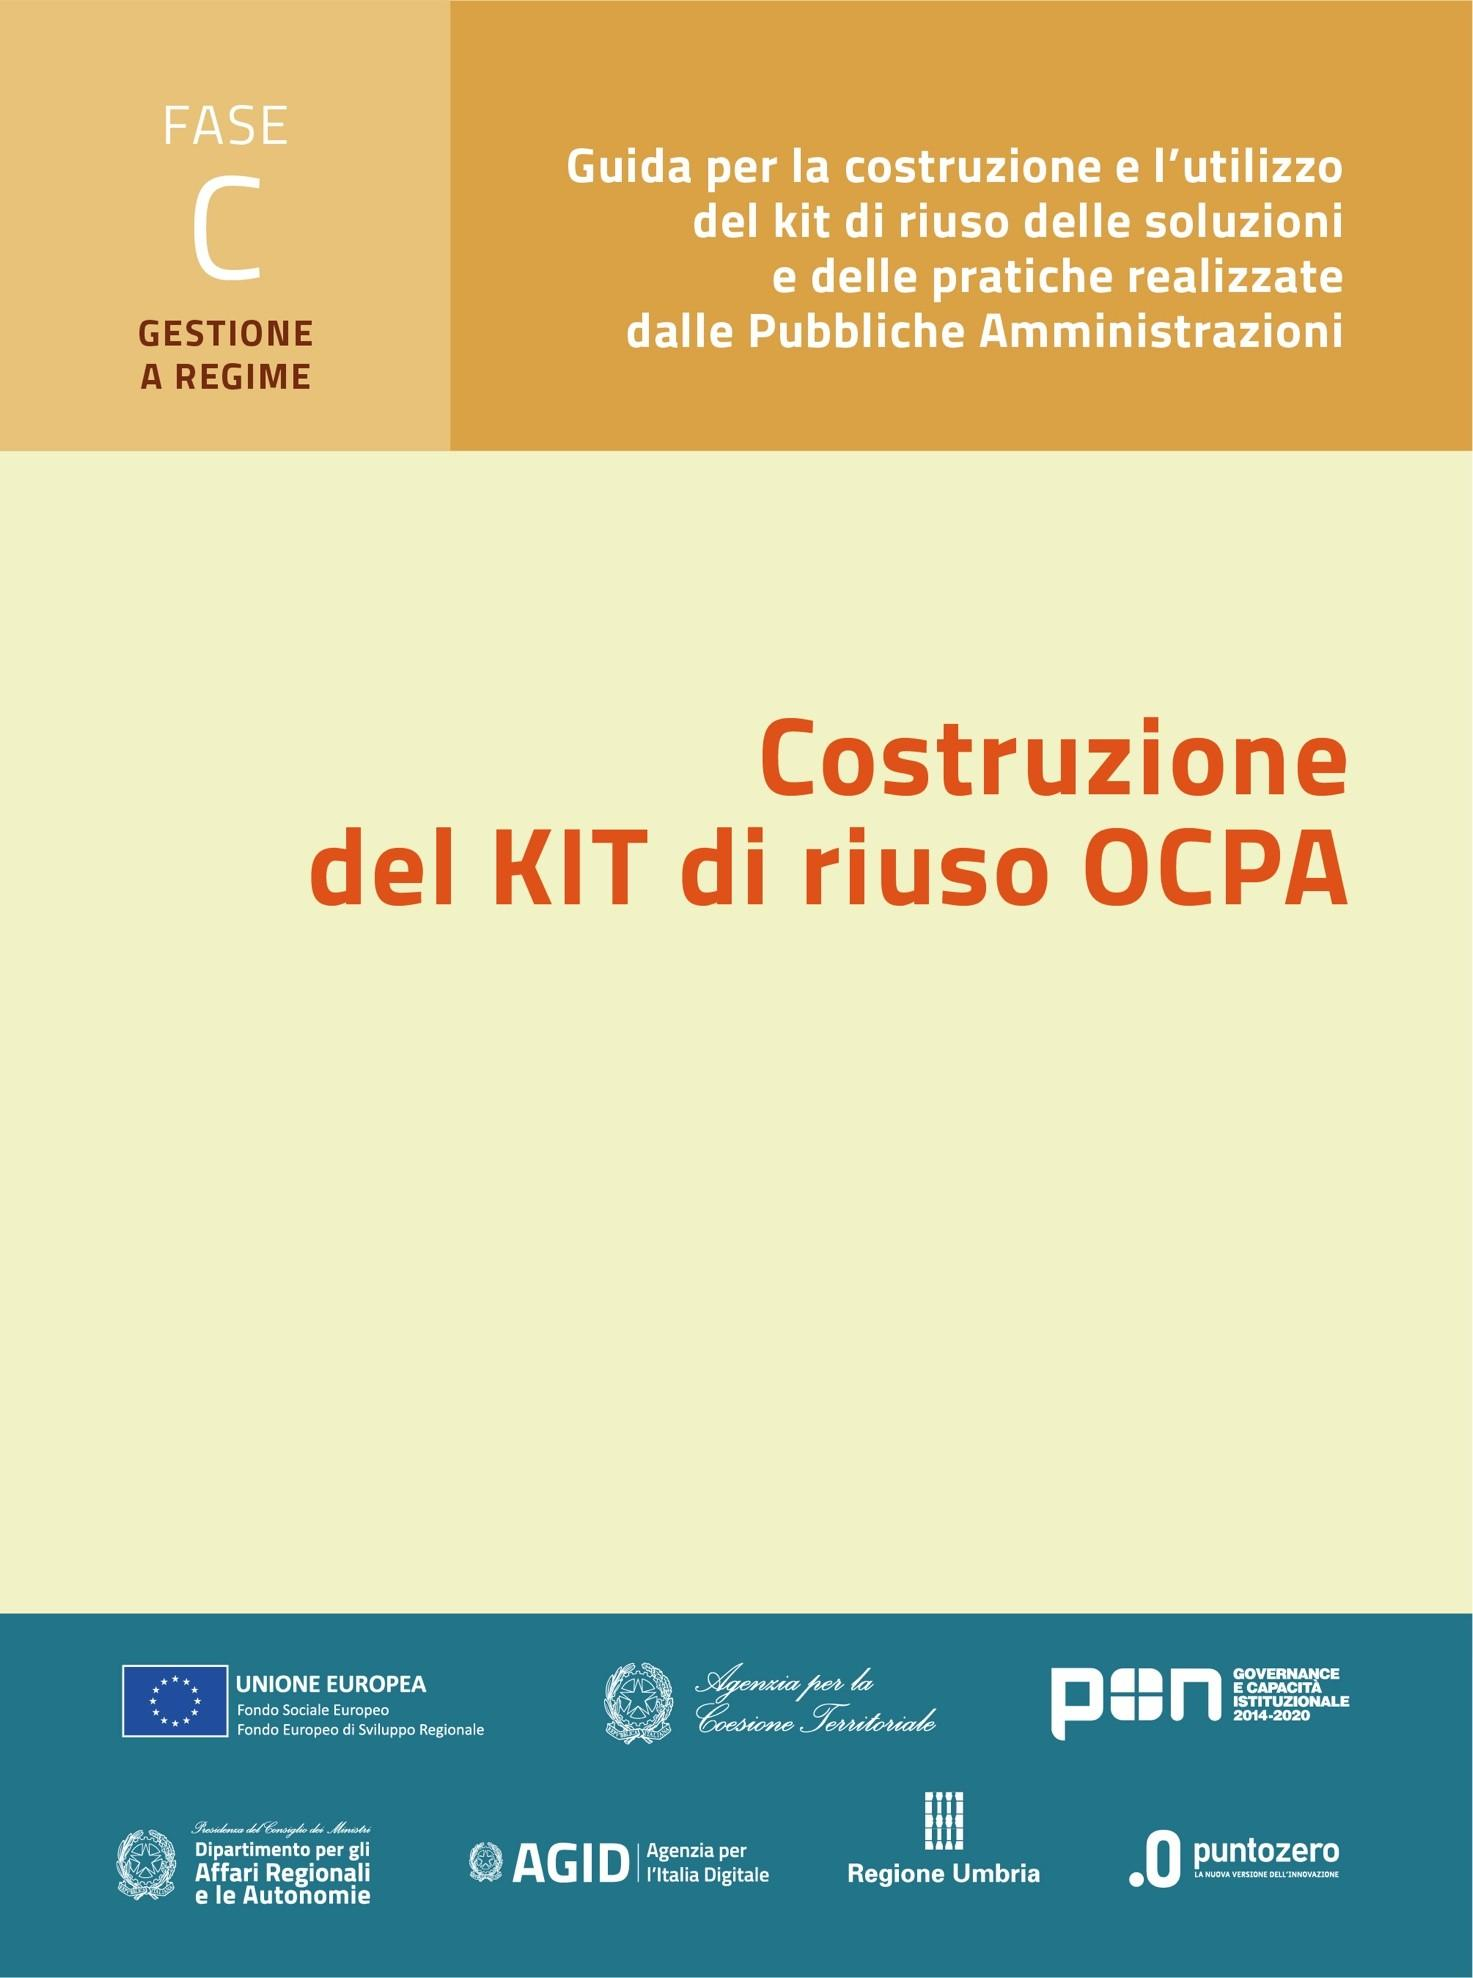 FASE
C
GESTIONE
A REGIME
Guida per la costruzione e l’utilizzo
del kit di riuso delle soluzioni
e delle pratiche realizzate
dalle Pubbliche Amministrazioni
Costruzione
del KIT di riuso OCPA
UNIONE EUROPEA
Fondo Sociale Europeo
Fondo Europeo di Sviluppo Regionale
Agenzia per la
Coesione Territoriale
pon
GOVERNANCE
E CAPACITÀ
ISTITUZIONALE
2014-2020
Presidenza del Consiglio dei Ministri
Dipartimento per gli
Affari Regionali
e le Autonomie
AGID
Agenzia per
l’Italia Digitale
Regione Umbria
.0
puntozero
LA NUOVA VERSIONE DELL’INNOVAZIONE